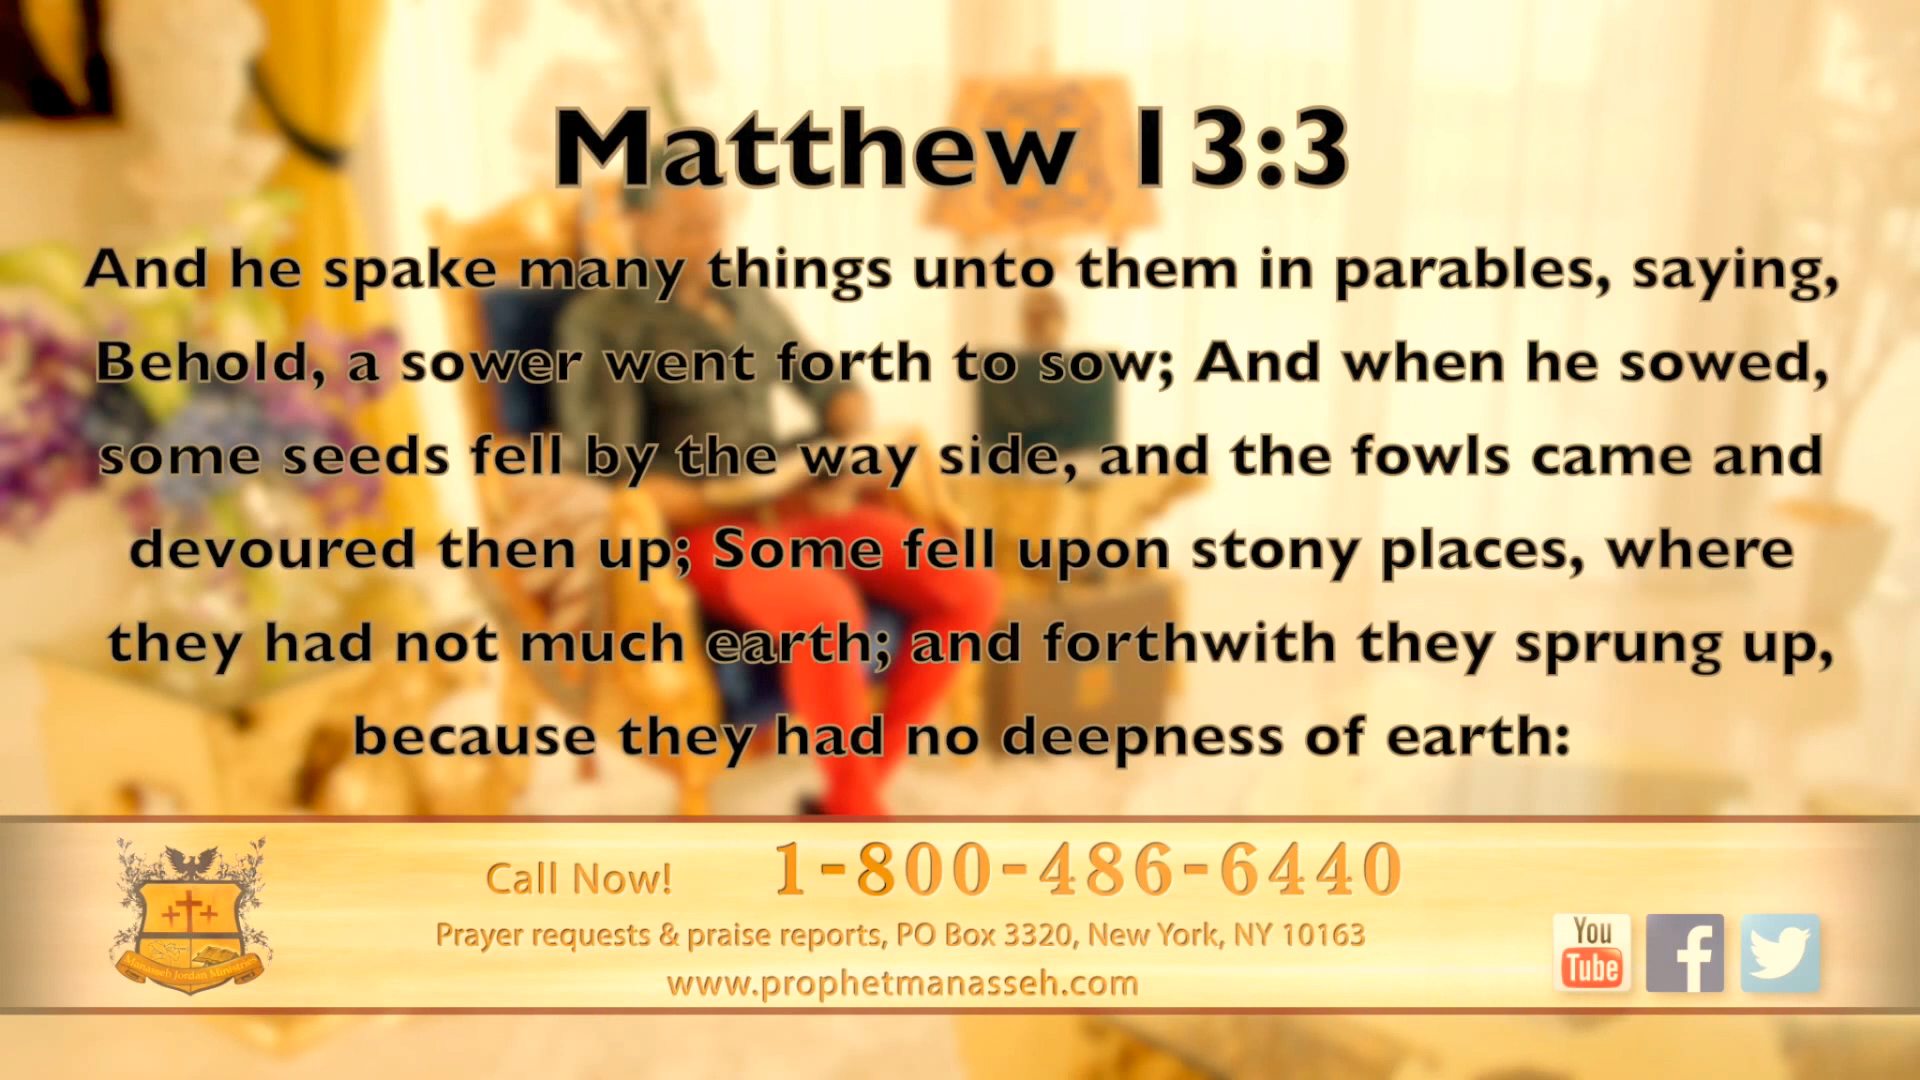 Matthew 13:3
And he spake many things unto them in parables, saying,
Behold, a sower went forth to sow; And when he sowed,
some seeds fell by the way side, and the fowls came and
devoured then up; Some fell upon stony places, where
they had not much earth; and forthwith they sprung up,
because they had no deepness of earth:
Call Now! 1-800-486-6440
Prayer requests & praise reports, PO Box 3320, New York, NY 10163
www.prophetmanasseh.com
Manasseh Jordan Ministries
You
Tube